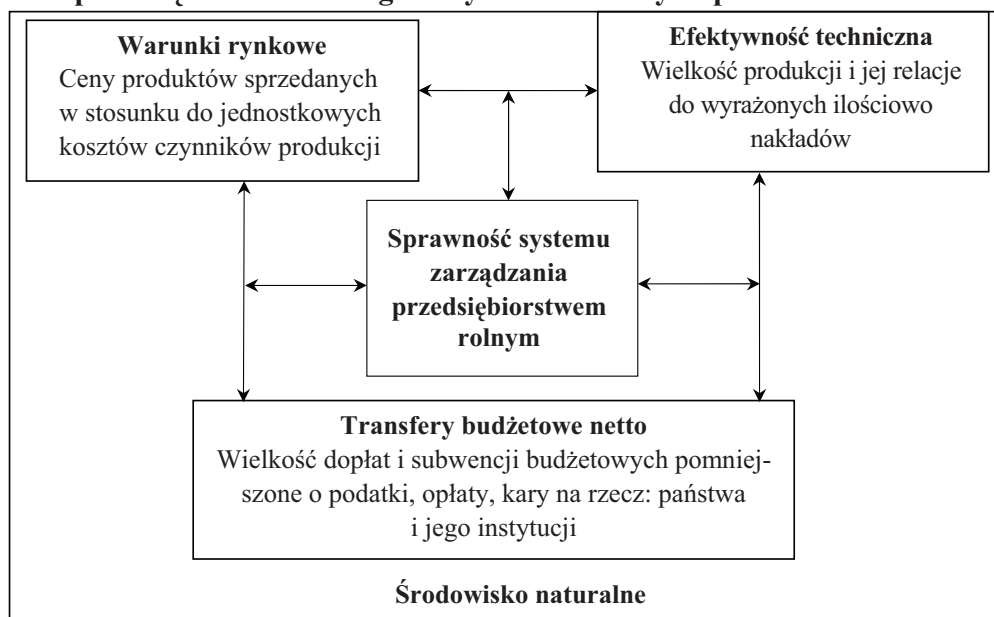 Warunki rynkowe
Ceny produktów sprzedanych
w stosunku do jednostkowych
kosztów czynników produkcji
Efektywność techniczna
Wielkość produkcji i jej relacje
do wyrażonych ilościowo
nakładów
Sprawność systemu
zarządzania
przedsiębiorstwem
rolnym
Transfery budżetowe netto
Wielkość dopłat i subwencji budżetowych pomniej-
szone o podatki, opłaty, kary na rzecz: państwa
i jego instytucji
Środowisko naturalne